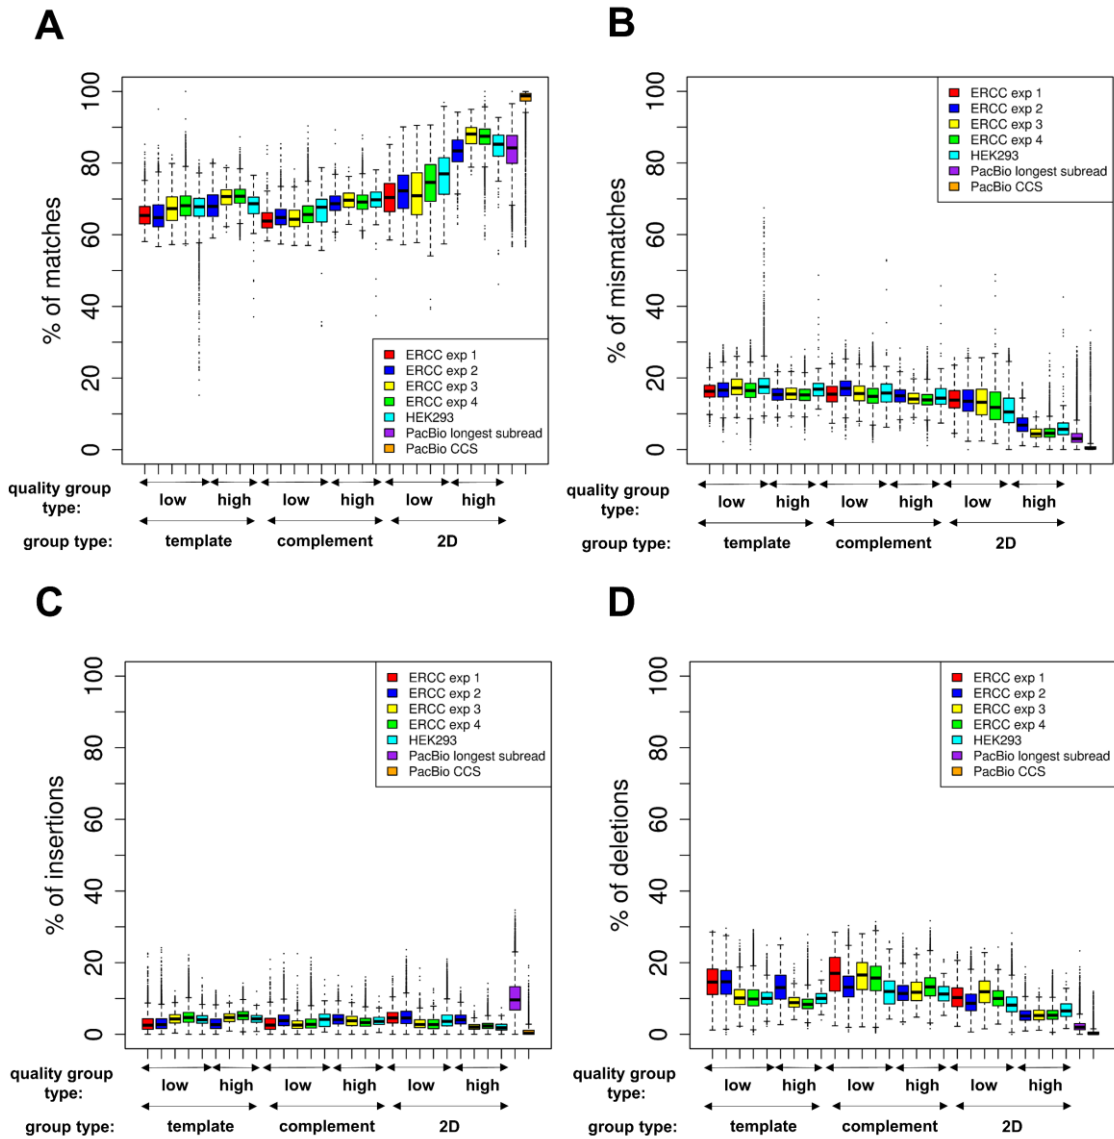 A
% of matches
100
80
60
40
20
0
ERCC exp 1
ERCC exp 2
ERCC exp 3
ERCC exp 4
HEK293
PacBio longest subread
PacBio CCS
quality group type:
low
high
low
high
low
high
group type:
template
complement
2D
B
% of mismatches
100
80
60
40
20
0
ERCC exp 1
ERCC exp 2
ERCC exp 3
ERCC exp 4
HEK293
PacBio longest subread
PacBio CCS
quality group
type:
low
high
low
high
low
high
group type:
template
complement
2D
C
% of insertions
100
80
60
40
20
0
ERCC exp 1
ERCC exp 2
ERCC exp 3
ERCC exp 4
HEK293
PacBio longest subread
PacBio CCS
quality group
type:
low
high
low
high
low
high
group type:
template
complement
2D
D
% of deletions
100
80
60
40
20
0
ERCC exp 1
ERCC exp 2
ERCC exp 3
ERCC exp 4
HEK293
PacBio longest subread
PacBio CCS
quality group
type:
low
high
low
high
low
high
group type:
template
complement
2D